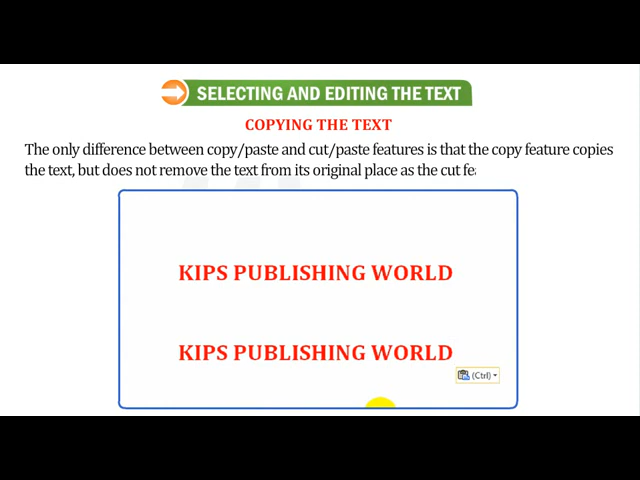 SELECTING AND EDITING THE TEXT
COPYING THE TEXT
The only difference between copy/paste and cut/paste features is that the copy feature copies
the text, but does not remove the text from its original place as the cut fe
KIPS PUBLISHING WORLD
KIPS PUBLISHING WORLD
(Ctrl)